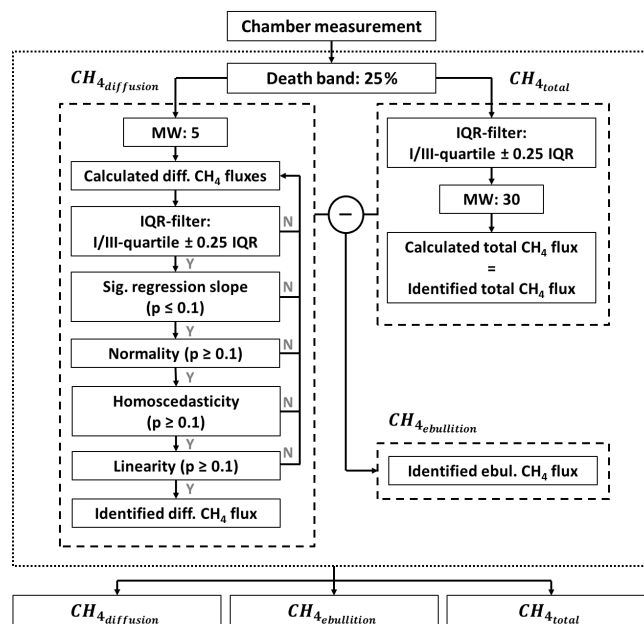 Chamber measurement
CH4diffusion
Death band: 25%
CH4total
MW: 5
Calculated diff. CH4 fluxes
IQR-filter:
I/III-quartile ± 0.25 IQR
N
Y
Sig. regression slope
(p ≤ 0.1)
N
Y
Normality (p ≥ 0.1)
N
Y
Homoscedasticity
(p ≥ 0.1)
N
Y
Linearity (p ≥ 0.1)
N
Y
Identified diff. CH4 flux
−
IQR-filter:
I/III-quartile ± 0.25 IQR
MW: 30
Calculated total CH4 flux
=
Identified total CH4 flux
CH4ebullition
Identified ebul. CH4 flux
CH4diffusion
CH4ebullition
CH4total